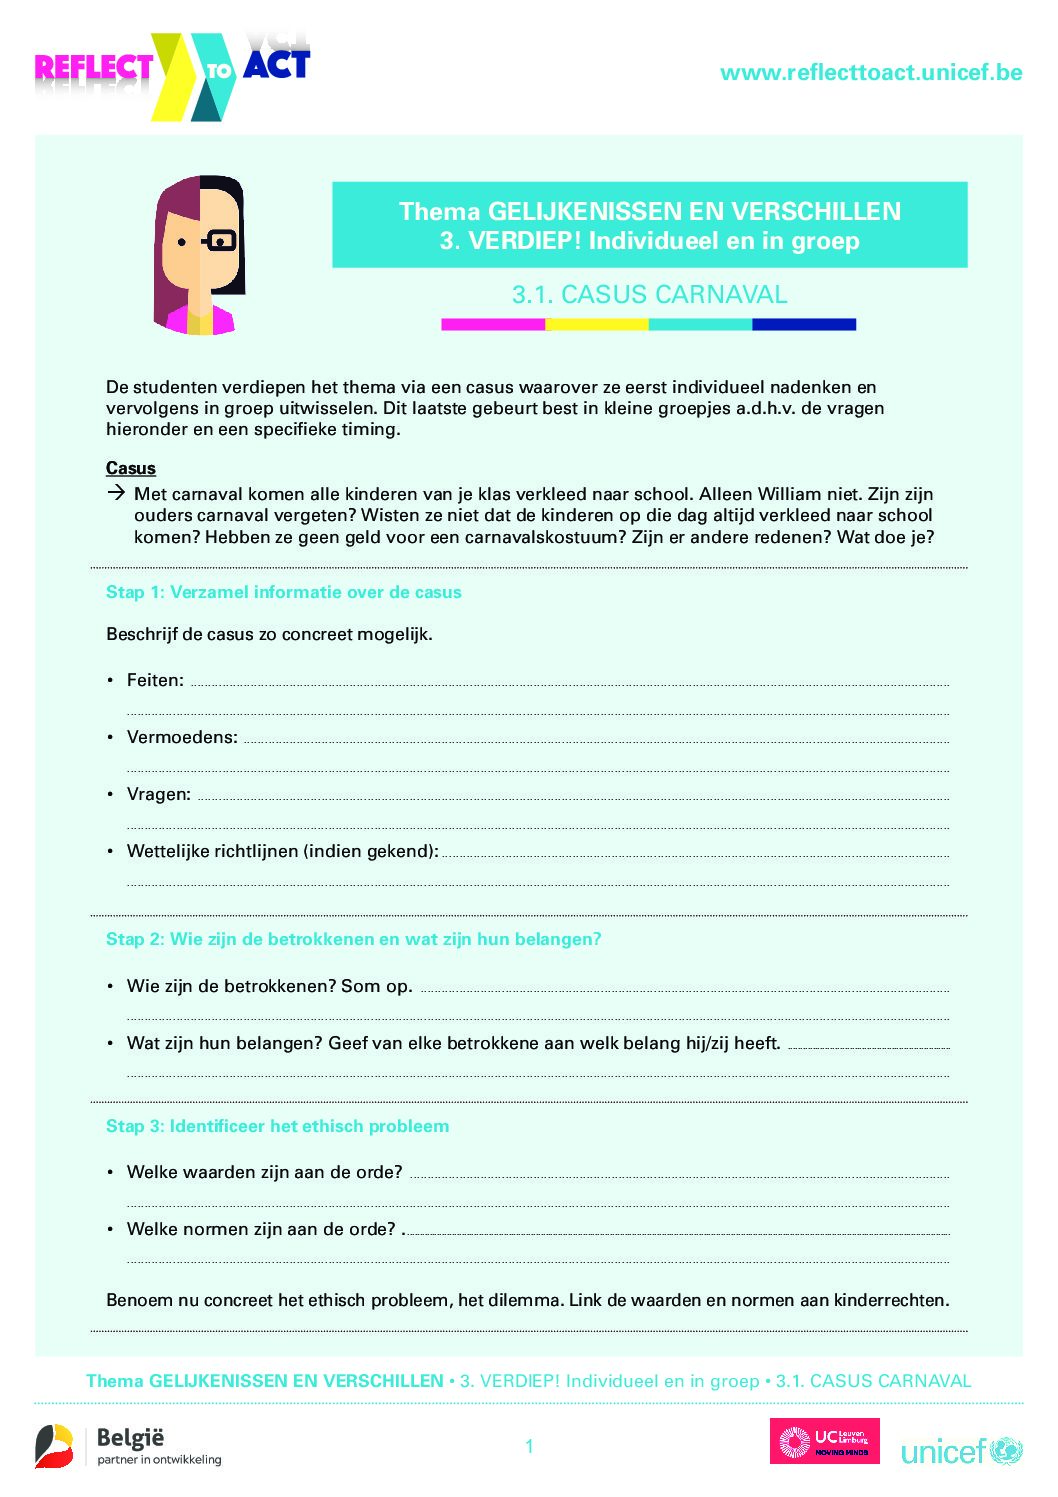 REFLECT TO ACT
www.reflecttoact.unicef.be
Thema GELIJKENISSEN EN VERSCHILLEN
3. VERDIEP! Individueel en in groep
3.1. CASUS CARNAVAL
De studenten verdiepen het thema via een casus waarover ze eerst individueel nadenken en
vervolgens in groep uitwisselen. Dit laatste gebeurt best in kleine groepjes a.d.h.v. de vragen
hieronder en een specifieke timing.
Casus
→ Met carnaval komen alle kinderen van je klas verkleed naar school. Alleen William niet. Zijn zijn
ouders carnaval vergeten? Wisten ze niet dat de kinderen op die dag altijd verkleed naar school
komen? Hebben ze geen geld voor een carnavalskostuum? Zijn er andere redenen? Wat doe je?
Stap 1: Verzamel informatie over de casus
Beschrijf de casus zo concreet mogelijk.
• Feiten:
• Vermoedens:
• Vragen:
• Wettelijke richtlijnen (indien gekend):
Stap 2: Wie zijn de betrokkenen en wat zijn hun belangen?
• Wie zijn de betrokkenen? Som op.
• Wat zijn hun belangen? Geef van elke betrokkene aan welk belang hij/zij heeft.
Stap 3: Identificeer het ethisch probleem
• Welke waarden zijn aan de orde?
• Welke normen zijn aan de orde? .
Benoem nu concreet het ethisch probleem, het dilemma. Link de waarden en normen aan kinderrechten.
Thema GELIJKENISSEN EN VERSCHILLEN • 3. VERDIEP! Individueel en in groep • 3.1. CASUS CARNAVAL
België
partner in ontwikkeling
1
UC Leuven
Limburg
MOVING MINDS
unicef